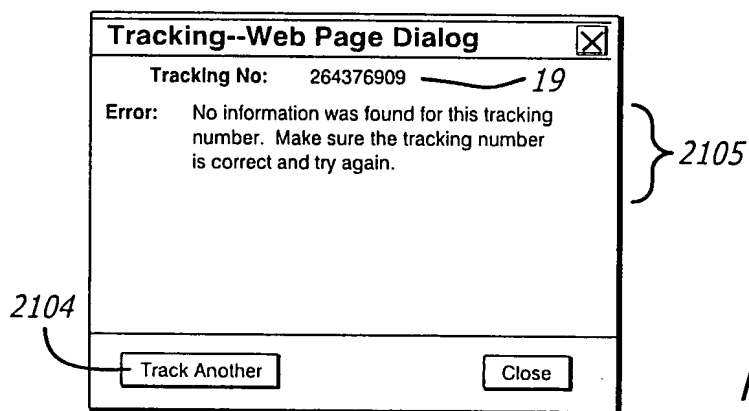 Tracking--Web Page Dialog
Tracking No: 264376909 19
Error: No information was found for this tracking
number. Make sure the tracking number
is correct and try again.
2105
2104
Track Another Close